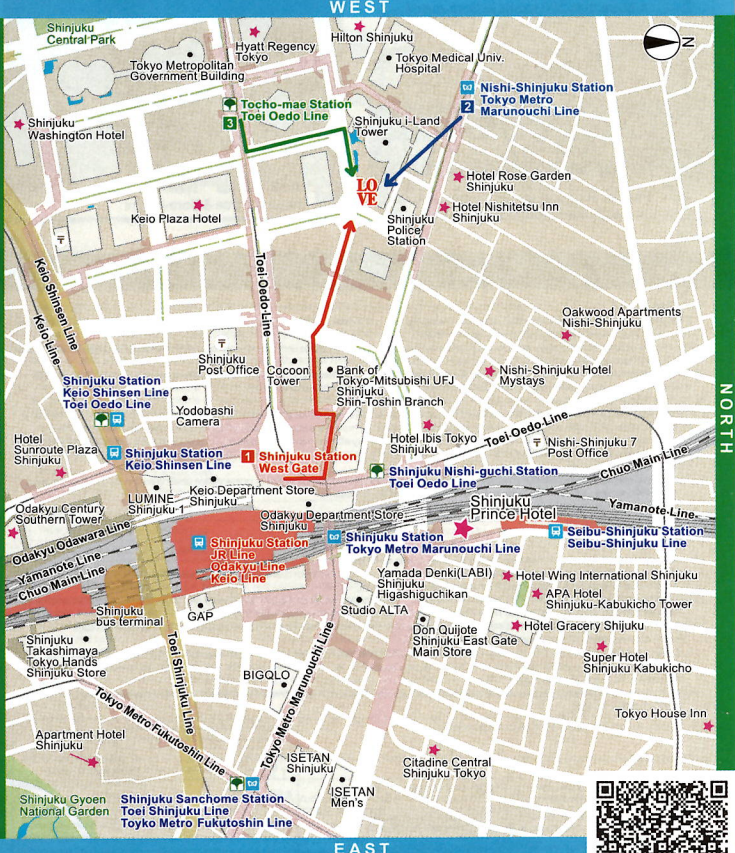 WEST
Shinjuku
Central Park
Hyatt Regency
Tokyo
Hilton Shinjuku
N
Tokyo Metropolitan
Government Building
Tokyo Medical Univ.
Hospital
Nishi-Shinjuku Station
Tokyo Metro
Marunouchi Line
2
Tocho-mae Station
Toei Oedo Line
3
Shinjuku
Washington Hotel
Shinjuku i-Land
Tower
LO
VE
Hotel Rose Garden
Shinjuku
Hotel Nishitetsu Inn
Shinjuku
Keio Plaza Hotel
Shinjuku
Police
Station
〒
Keio Shinsen Line
Keio Line
Toei Oedo Line
Oakwood Apartments
Nishi-Shinjuku
〒
Shinjuku
Post Office
Cocoon
Tower
Bank of
Tokyo-Mitsubishi UFJ
Shinjuku
Shin-Toshin Branch
Nishi-Shinjuku Hotel
Mystays
Shinjuku Station
Keio Shinsen Line
Toei Oedo Line
Yodobashi
Camera
NORTH
Hotel
Sunroute Plaza
Shinjuku
Shinjuku Station
Keio Shinsen Line
1
Shinjuku Station
West Gate
Hotel Ibis Tokyo
Shinjuku
Toei Oedo Line
〒
Nishi-Shinjuku 7
Post Office
Chuo Main Line
Shinjuku Nishi-guchi Station
Toei Oedo Line
LUMINE
Shinjuku 1
Keio Department Store
Shinjuku
Odakyu Century
Southern Tower
Odakyu Department Store
Shinjuku
Shinjuku
Prince Hotel
Yamanote Line
Odakyu Odawara Line
Yamanote Line
Chuo Main Line
Shinjuku Station
JR Line
Odakyu Line
Keio Line
Shinjuku Station
Tokyo Metro Marunouchi Line
Seibu-Shinjuku Station
Seibu-Shinjuku Line
Yamada Denki(LABI)
Shinjuku
Higashiguchikan
Hotel Wing International Shinjuku
APA Hotel
Shinjuku-Kabukicho Tower
Shinjuku
bus terminal
GAP
Studio ALTA
Don Quijote
Shinjuku East Gate
Main Store
Hotel Gracery Shijuku
Shinjuku
Takashimaya
Tokyo Hands
Shinjuku Store
Toei Shinjuku Line
Super Hotel
Shinjuku Kabukicho
BIGQLO
Tokyo Metro Marunouchi Line
Tokyo Metro Fukutoshin Line
Tokyo House Inn
Apartment Hotel
Shinjuku
ISETAN
Shinjuku
Citadine Central
Shinjuku Tokyo
ISETAN
Men's
Shinjuku Gyoen
National Garden
Shinjuku Sanchome Station
Toei Shinjuku Line
Toyko Metro Fukutoshin Line
EAST